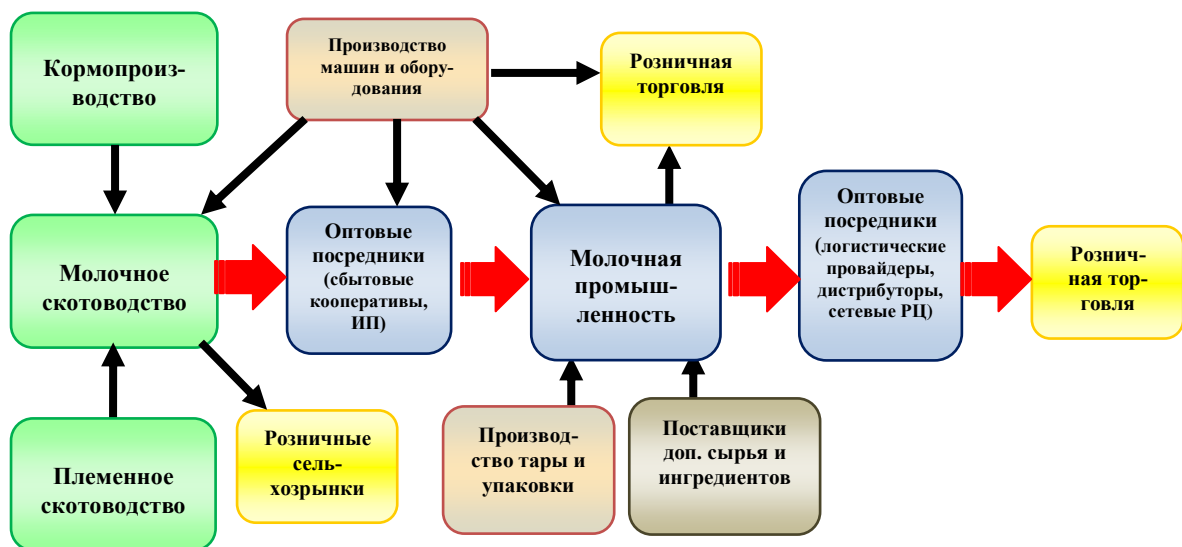 Кормопроиз-
водство
Производство
машин и обору-
дования
Розничная
торговля
Молочное
скотоводство
Оптовые
посредники
(сбытовые
кооперативы,
ИП)
Молочная
промыш-
ленность
Оптовые
посредники
(логистические
провайдеры,
дистрибуторы,
сетевые РЦ)
Рознич-
ная тор-
говля
Племенное
скотоводство
Розничные
сель-
хозрынки
Производ-
ство тары и
упаковки
Поставщики
доп. сырья и
ингредиентов